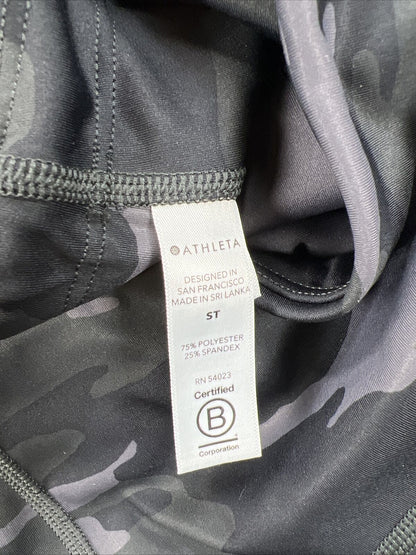 ATHLETA
DESIGNED IN
SAN FRANCISCO
MADE IN SRI LANKA
ST
75% POLYESTER
25% SPANDEX
RN 54023
Certified
B
Corporation